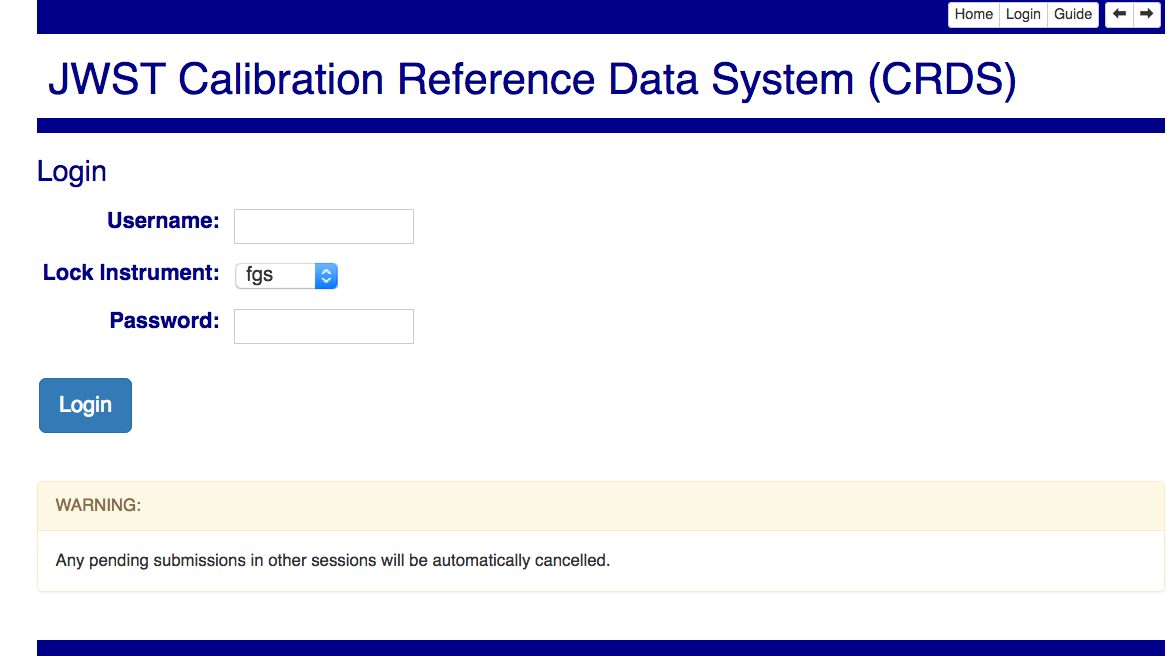 Home Login Guide
JWST Calibration Reference Data System (CRDS)
Login
Username:
Lock Instrument: fgs
Password:
Login
WARNING:
Any pending submissions in other sessions will be automatically cancelled.